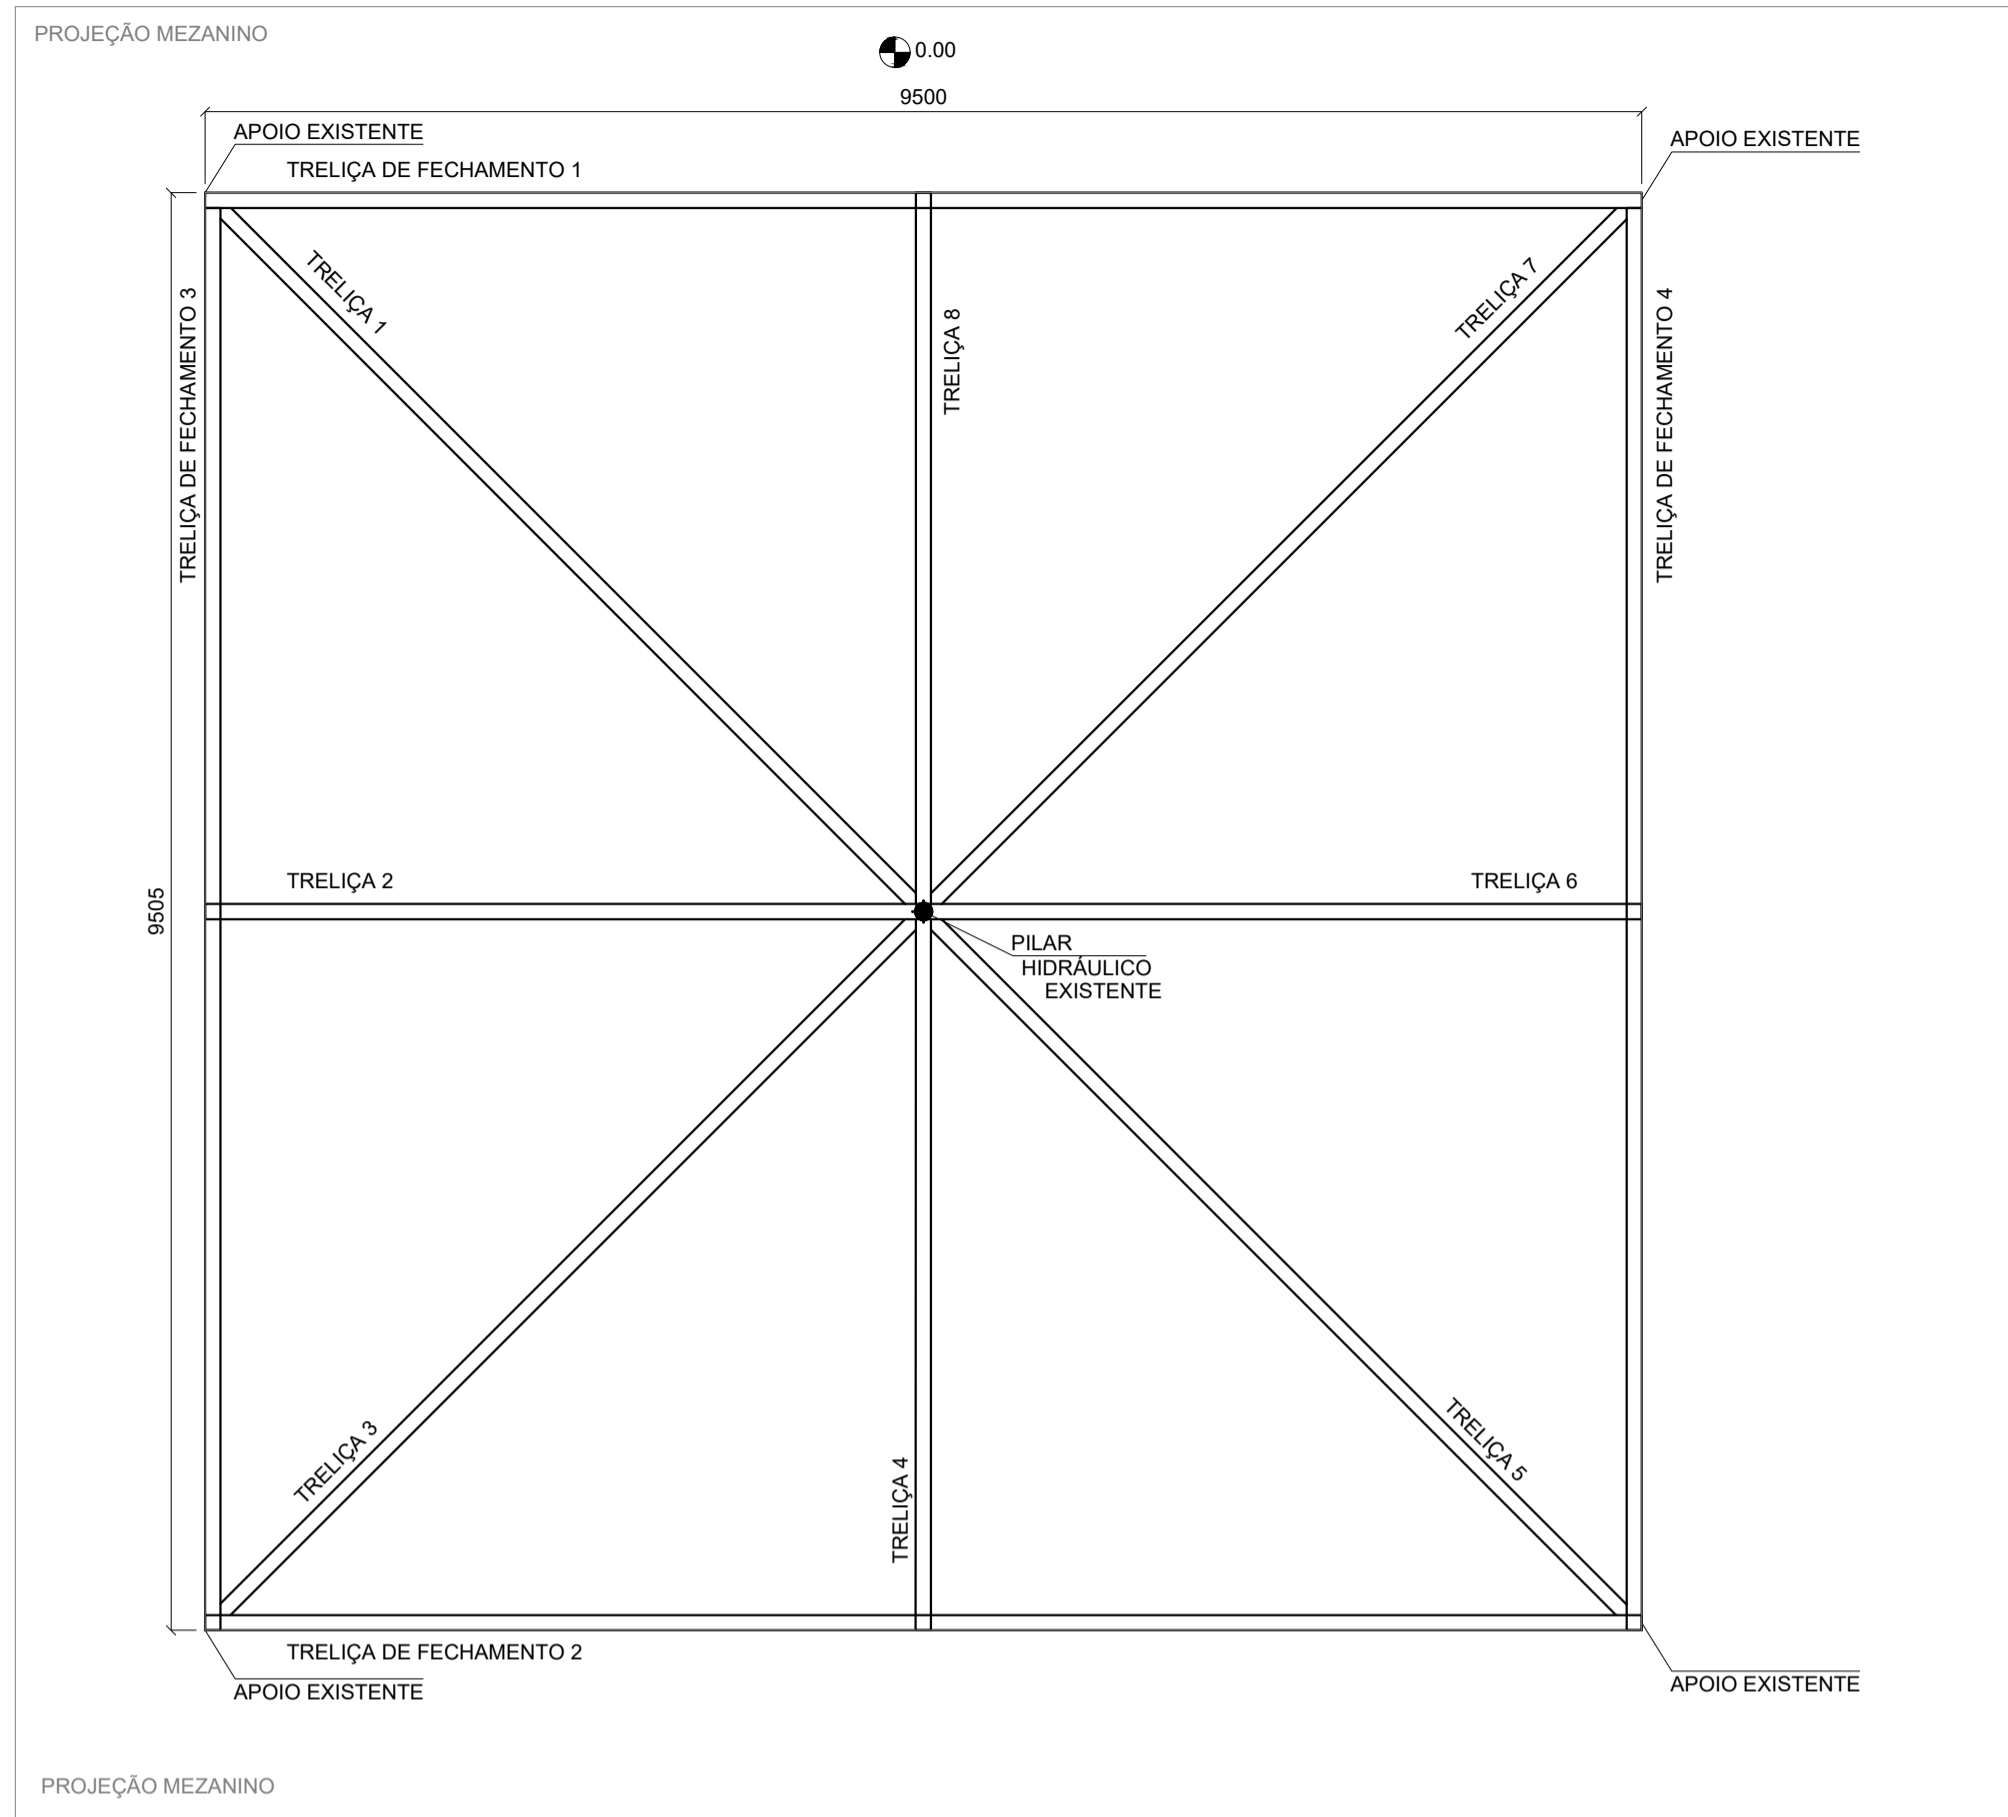 PROJEÇÃO MEZANINO
0.00
9500
APOIO EXISTENTE
APOIO EXISTENTE
TRELIÇA DE FECHAMENTO 1
TRELIÇA 1
TRELIÇA 7
TRELIÇA DE FECHAMENTO 3
TRELIÇA 8
TRELIÇA DE FECHAMENTO 4
TRELIÇA 2
TRELIÇA 6
9505
PILAR
HIDRÁULICO
EXISTENTE
TRELIÇA 3
TRELIÇA 4
TRELIÇA 5
TRELIÇA DE FECHAMENTO 2
APOIO EXISTENTE
APOIO EXISTENTE
PROJEÇÃO MEZANINO